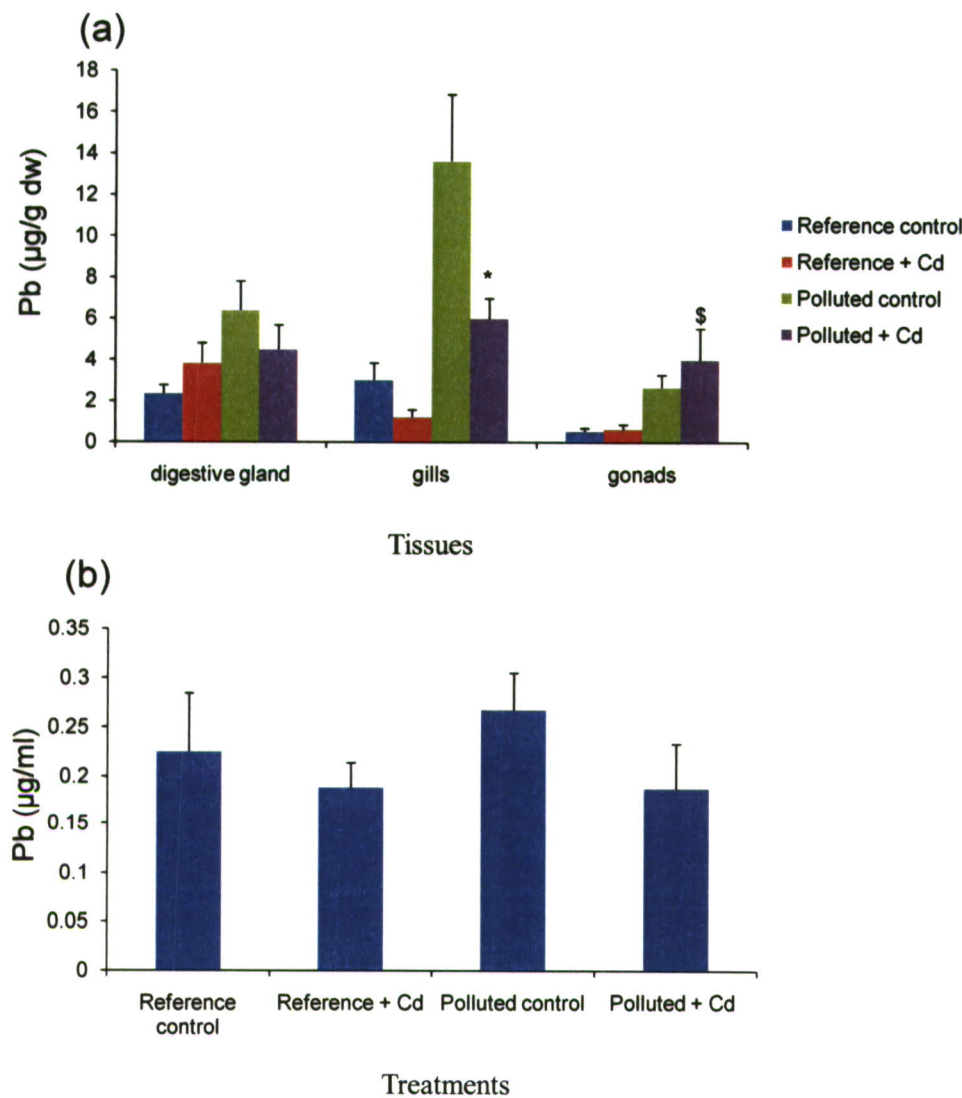 (a)
18
16
14
12
10
8
6
4
2
0
Pb (µg/g dw)
*
$
digestive gland gills gonads
Tissues
Reference control
Reference + Cd
Polluted control
Polluted + Cd
(b)
0.35
0.3
0.25
0.2
0.15
0.1
0.05
0
Pb (µg/ml)
Reference control Reference + Cd Polluted control Polluted + Cd
Treatments